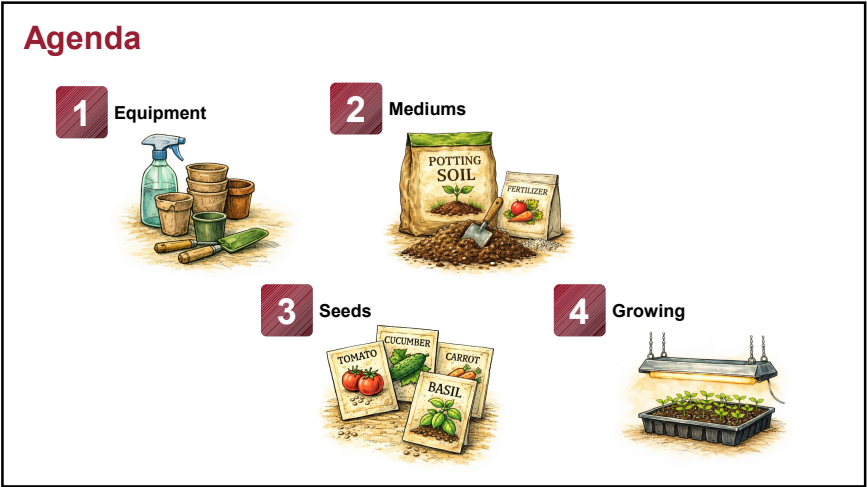 Agenda
1 Equipment
2 Mediums
POTTING
SOIL
FERTILIZER
3 Seeds
TOMATO
CUCUMBER
CARROT
BASIL
4 Growing